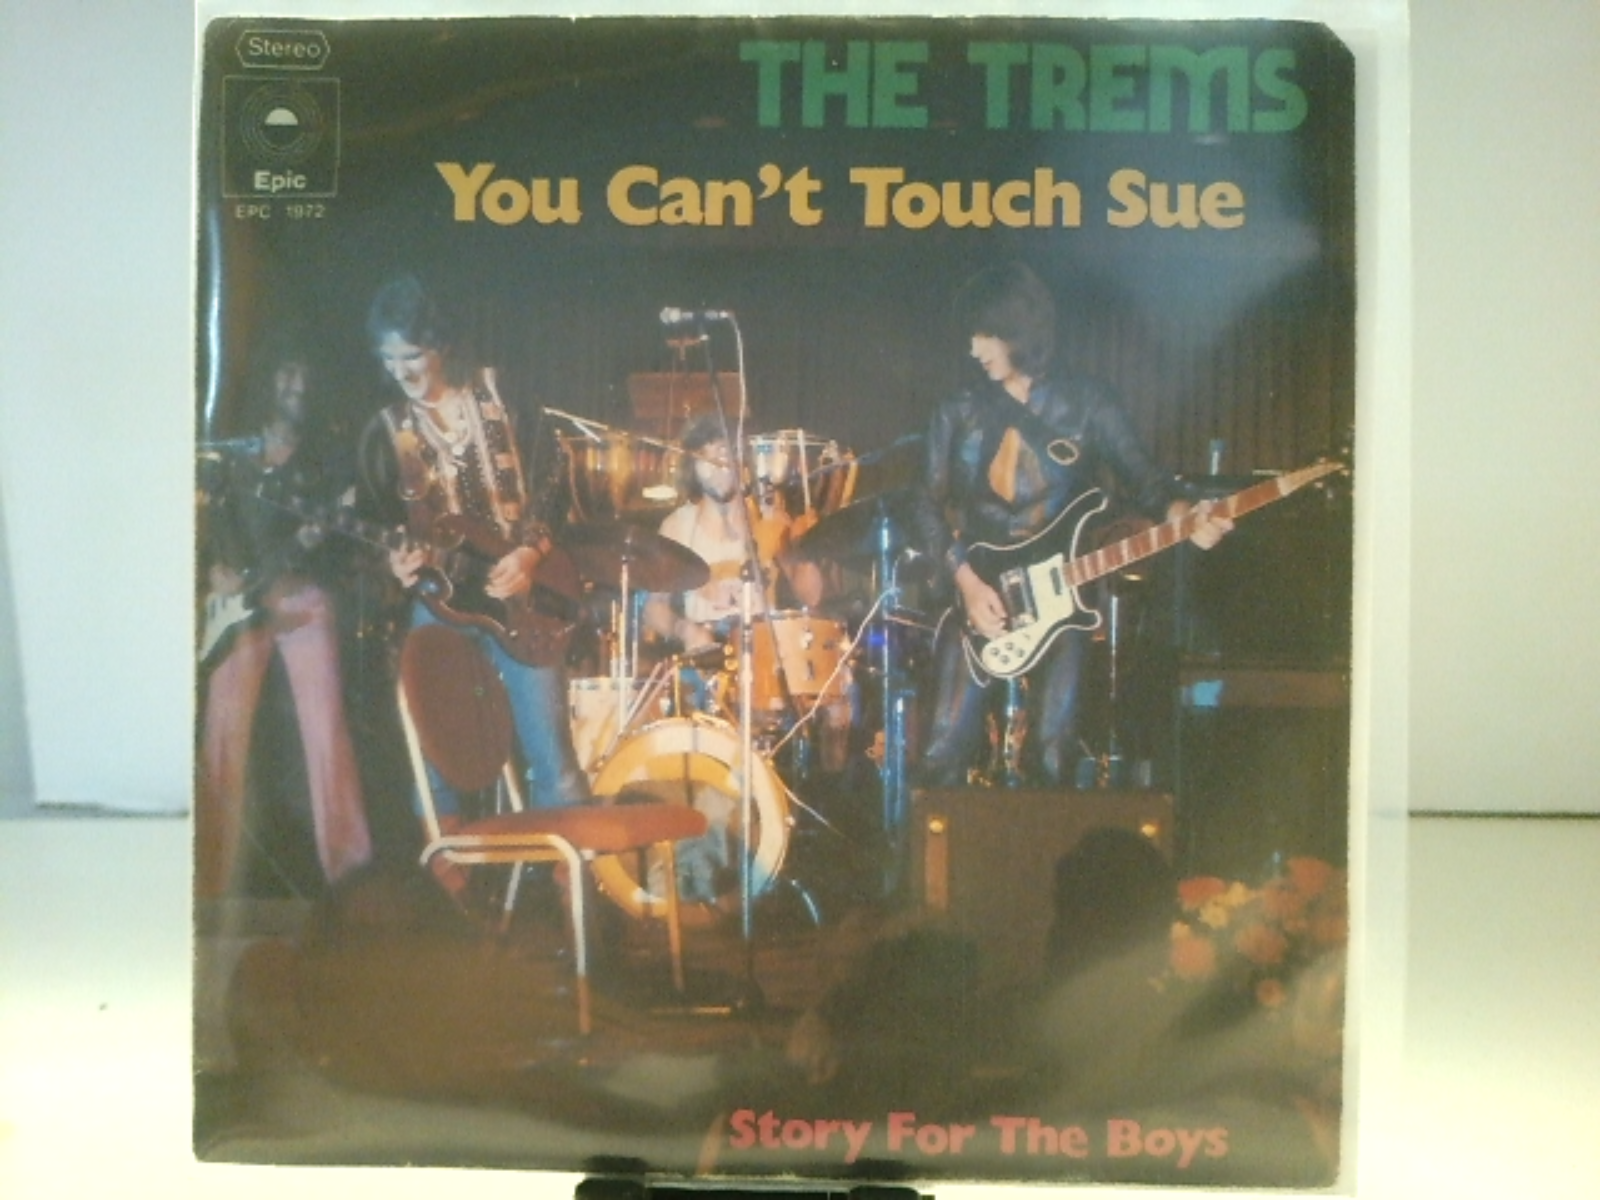 Stereo
THE TREMS
Epic
EPC 1972
You Can't Touch Sue
Story For The Boys